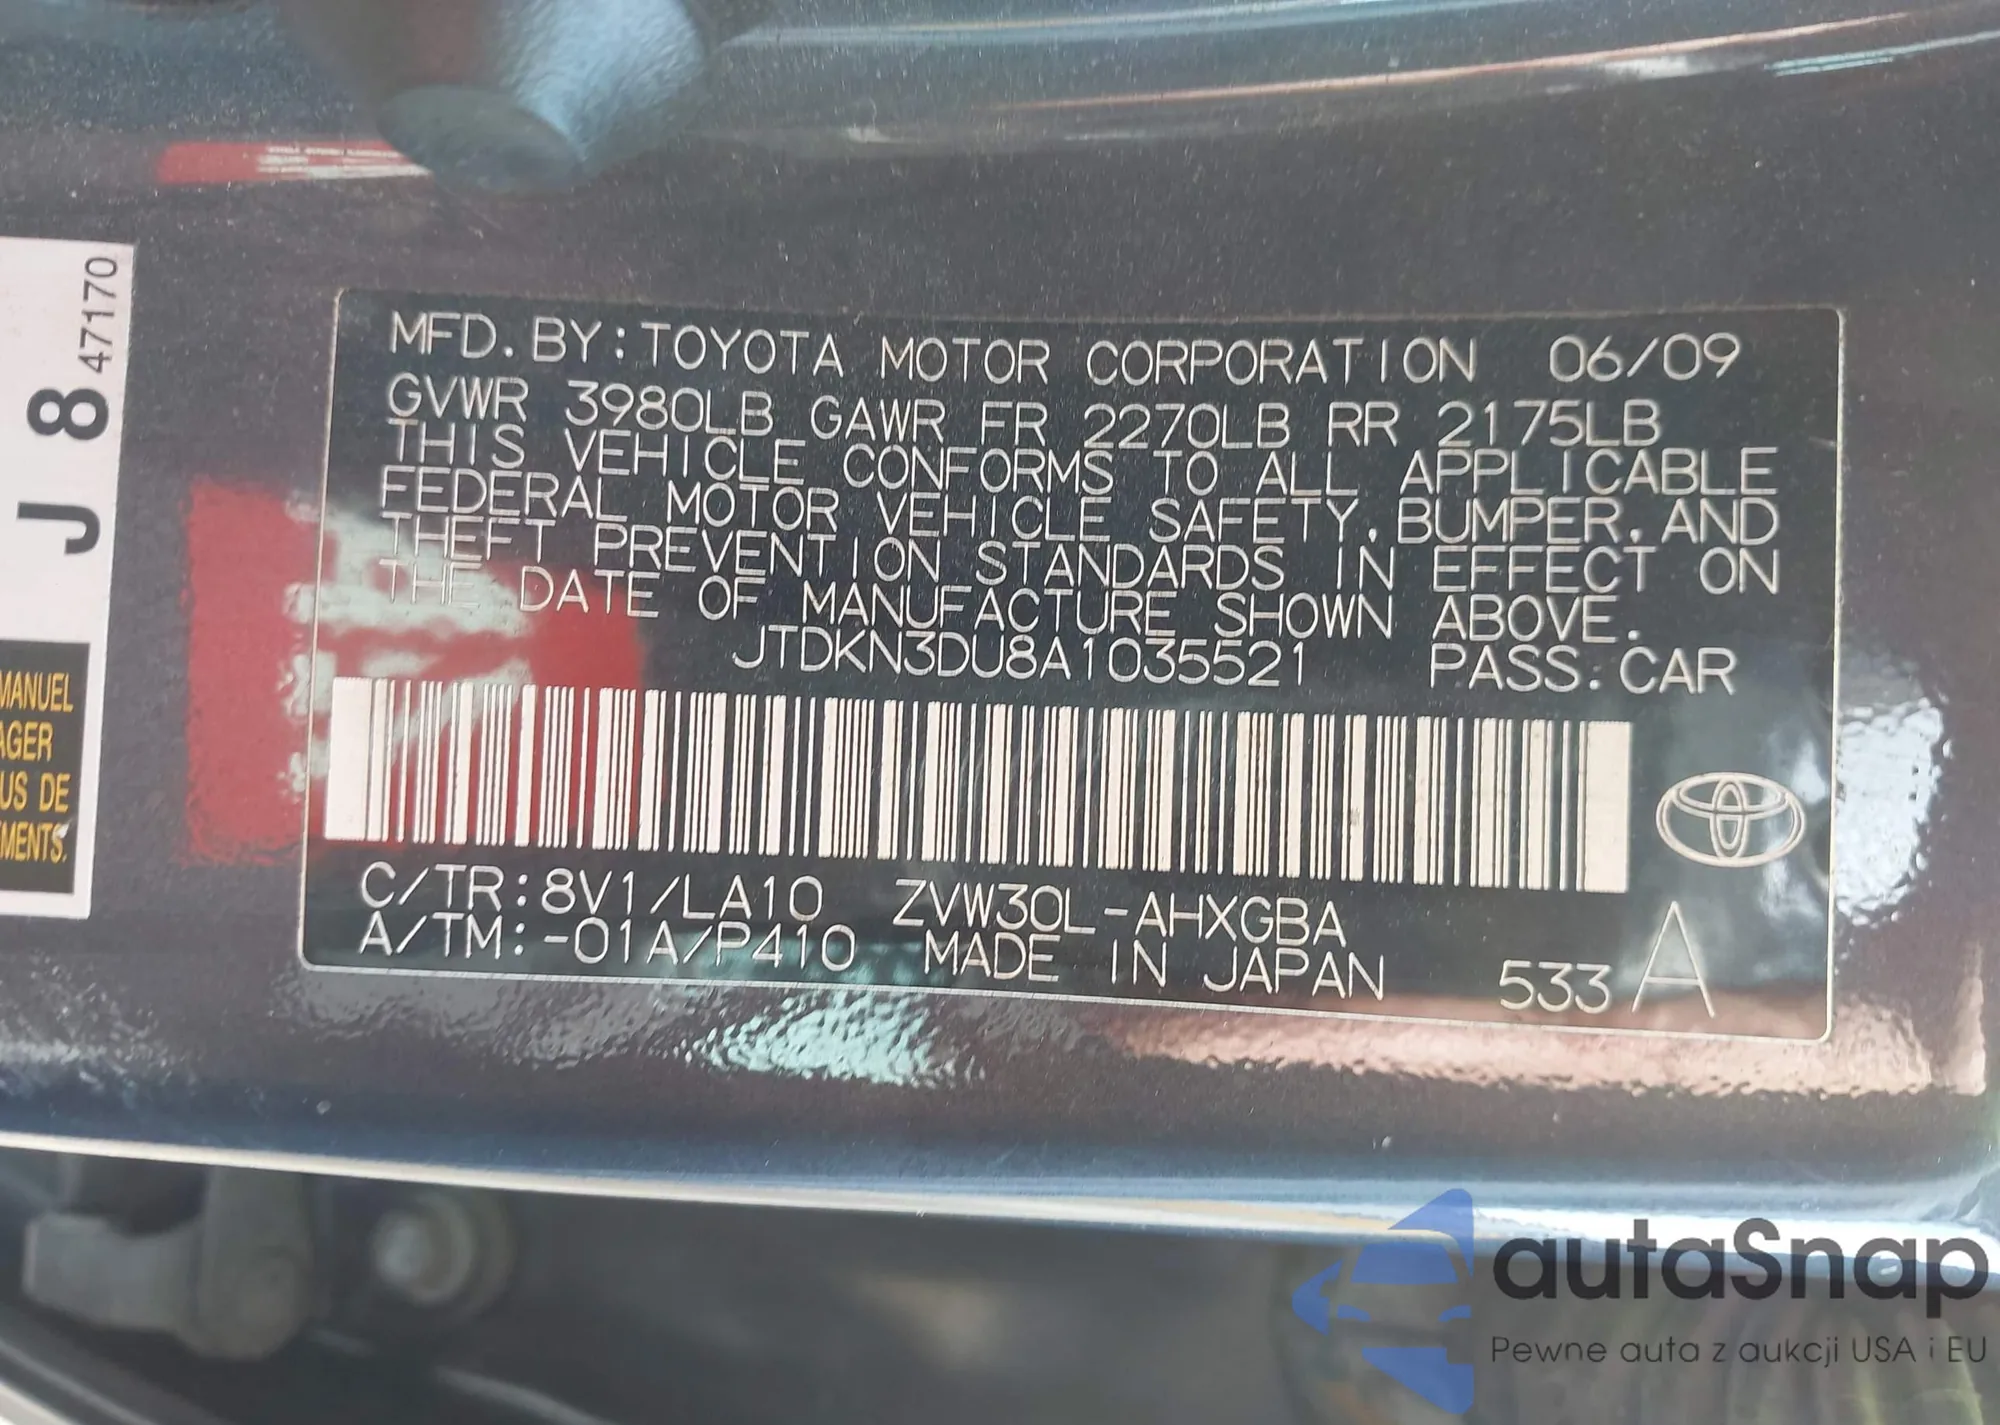 J 8 47170
MANUEL
AGER
US DE
EMENTS.
MFD. BY: TOYOTA MOTOR CORPORATION 06/09
GVWR 3980LB GAWR FR 2270LB RR 2175LB
THIS VEHICLE CONFORMS TO ALL APPLICABLE
FEDERAL MOTOR VEHICLE SAFETY, BUMPER, AND
THEFT PREVENTION STANDARDS IN EFFECT ON
THE DATE OF MANUFACTURE SHOWN ABOVE.
JTDKN3DU8A1035521 PASS. CAR
C/TR: 8V1/LA10 ZVW30L-AHXGBA
A/TM: -01A/P410 MADE IN JAPAN 533 A
autaSnap
Pewne auta z aukcji USA i EU